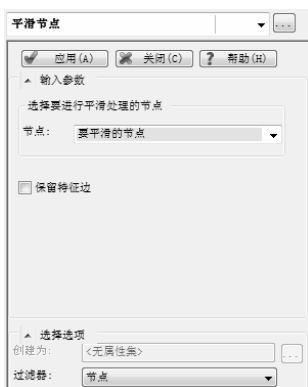 平滑节点
应用(A) 关闭(C) ? 帮助(H)
输入参数
选择要进行平滑处理的节点
节点: 要平滑的节点
保留特征边
选择选项
创建为: <无属性集> ...
过滤器: 节点